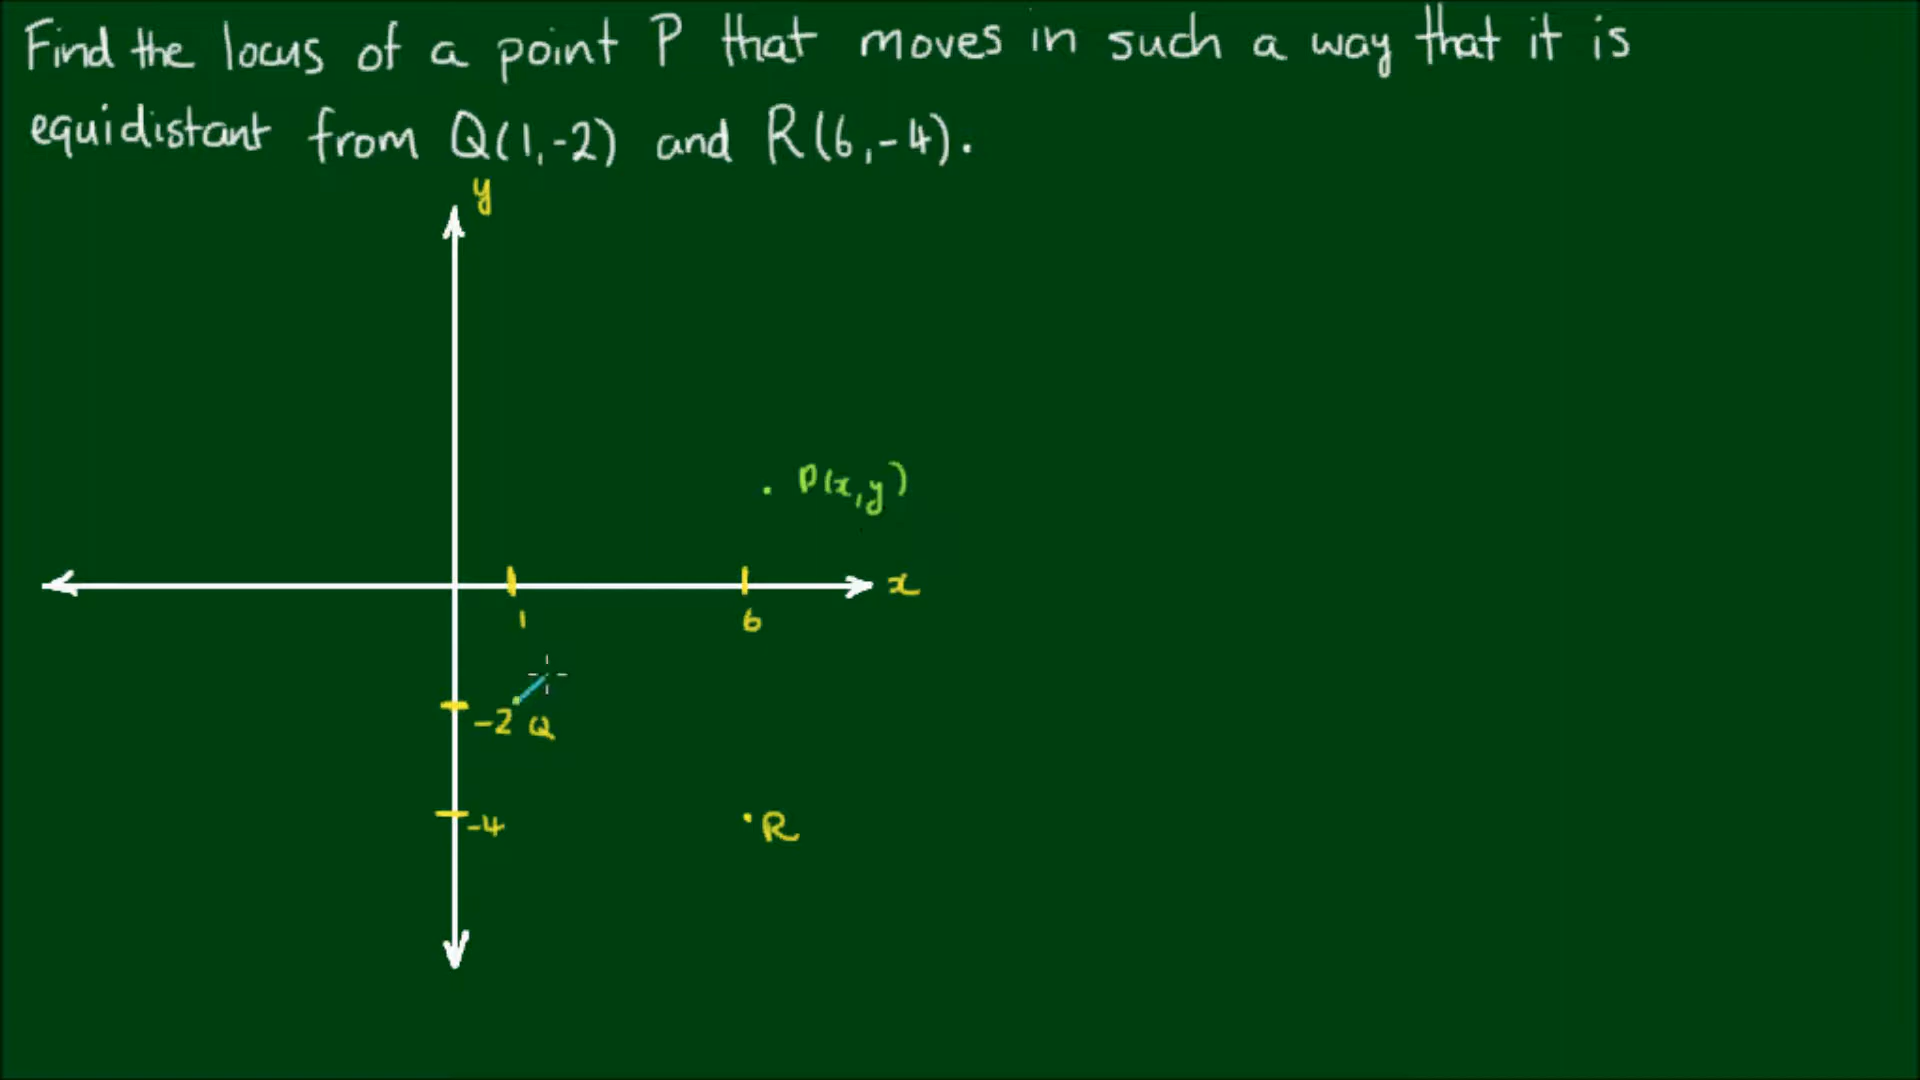 Find the locus of a point P that moves in such a way that it is
equidistant from Q(1,-2) and R(6,-4).
y
P(x,y)
x
1
6
-2 Q
-4
R